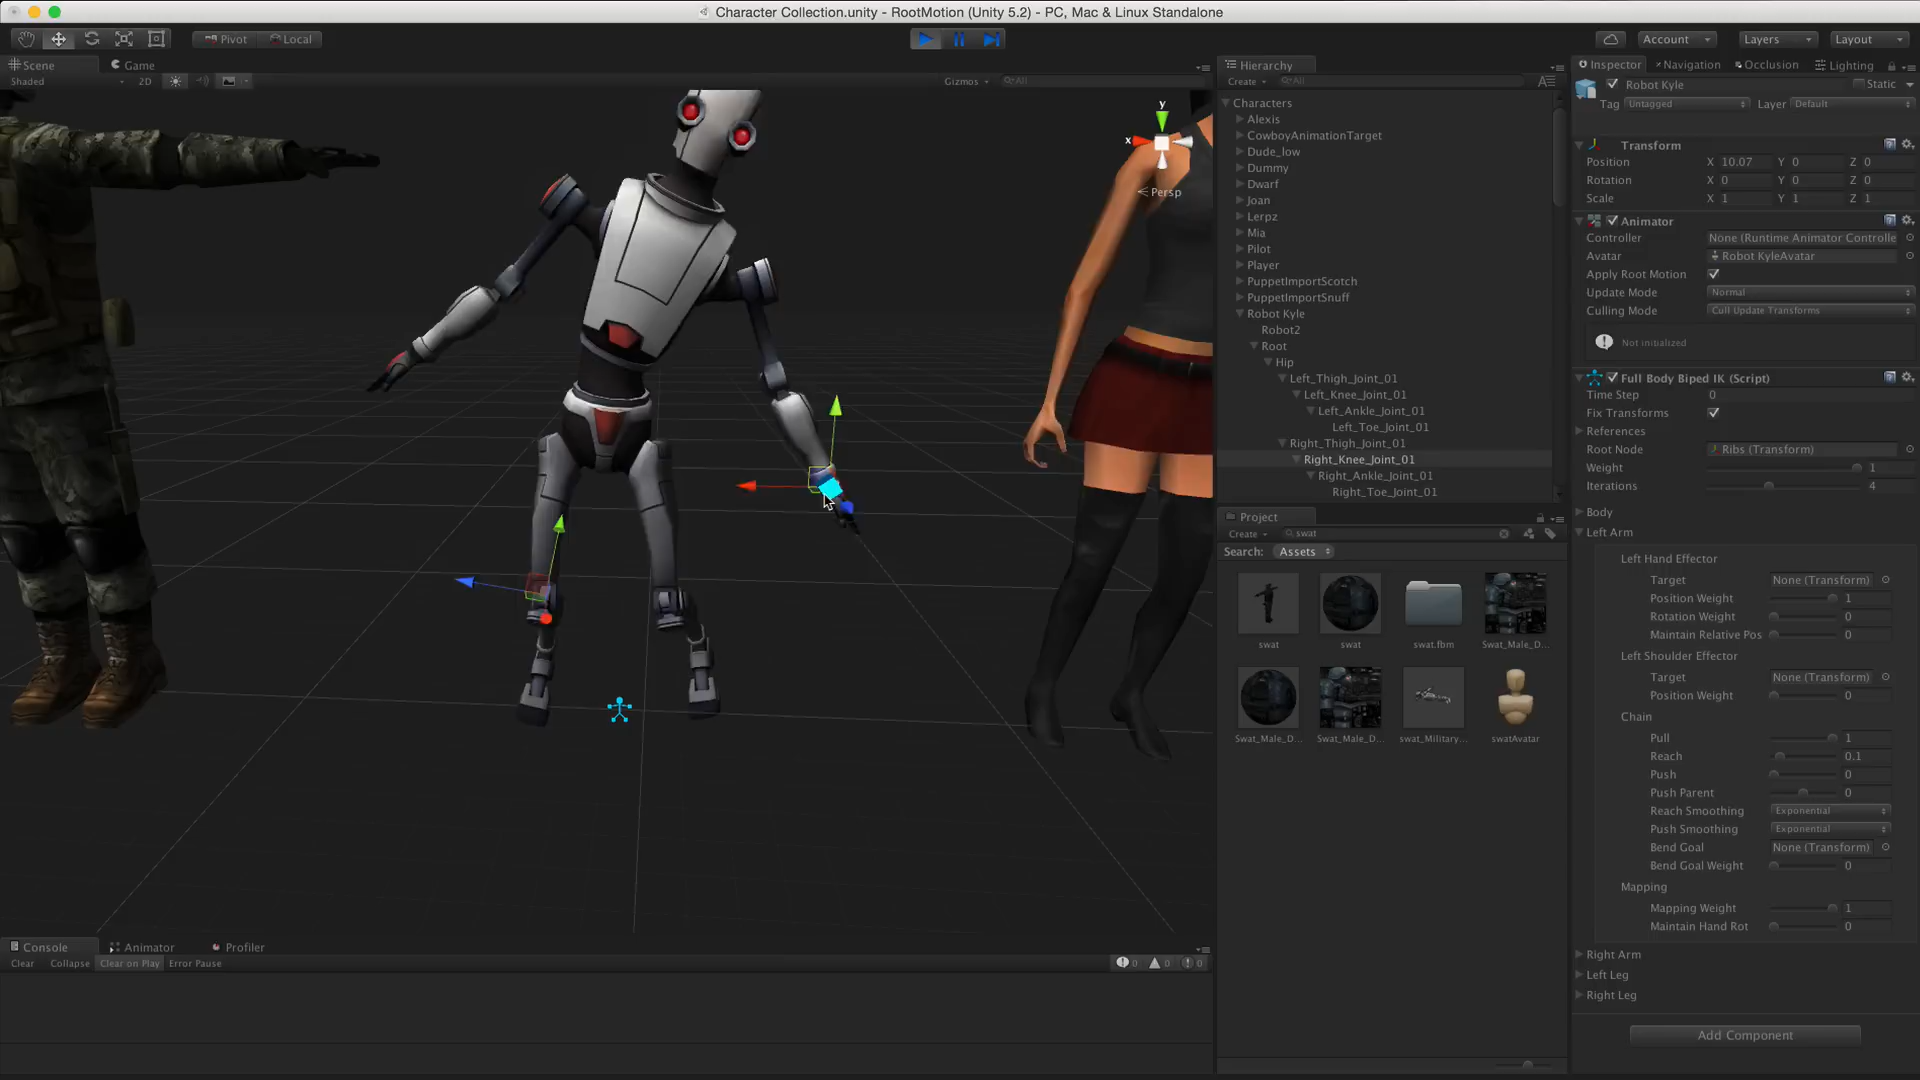 Character Collection.unity - RootMotion (Unity 5.2) - PC, Mac & Linux Standalone
Pivot Local
Account Layers Layout
Scene Game
Shaded 2D Gizmos All
y
x
Persp
Hierarchy
Create All
Characters
Alexis
CowboyAnimationTarget
Dude_low
Dummy
Dwarf
Joan
Lerpz
Mia
Pilot
Player
PuppetImportScotch
PuppetImportSnuff
Robot Kyle
Robot2
Root
Hip
Left_Thigh_Joint_01
Left_Knee_Joint_01
Left_Ankle_Joint_01
Left_Toe_Joint_01
Right_Thigh_Joint_01
Right_Knee_Joint_01
Right_Ankle_Joint_01
Right_Toe_Joint_01
Project
Create swat
Search: Assets
swat swat swat.fbm Swat_Male_D...
Swat_Male_D... Swat_Male_D... swat_Military... swatAvatar
Inspector Navigation Occlusion Lighting
Robot Kyle Static
Tag Untagged Layer Default
Transform
Position X 10.07 Y 0 Z 0
Rotation X 0 Y 0 Z 0
Scale X 1 Y 1 Z 1
Animator
Controller None (Runtime Animator Controlle
Avatar Robot KyleAvatar
Apply Root Motion
Update Mode Normal
Culling Mode Cull Update Transforms
Not initialized
Full Body Biped IK (Script)
Time Step 0
Fix Transforms
References
Root Node Ribs (Transform)
Weight 1
Iterations 4
Body
Left Arm
Left Hand Effector
Target None (Transform)
Position Weight 1
Rotation Weight 0
Maintain Relative Pos 0
Left Shoulder Effector
Target None (Transform)
Position Weight 0
Chain
Pull 1
Reach 0.1
Push 0
Push Parent 0
Reach Smoothing Exponential
Push Smoothing Exponential
Bend Goal None (Transform)
Bend Goal Weight 0
Mapping
Mapping Weight 1
Maintain Hand Rot 0
Right Arm
Left Leg
Right Leg
Add Component
Console Animator Profiler
Clear Collapse Clear on Play Error Pause 0 0 0